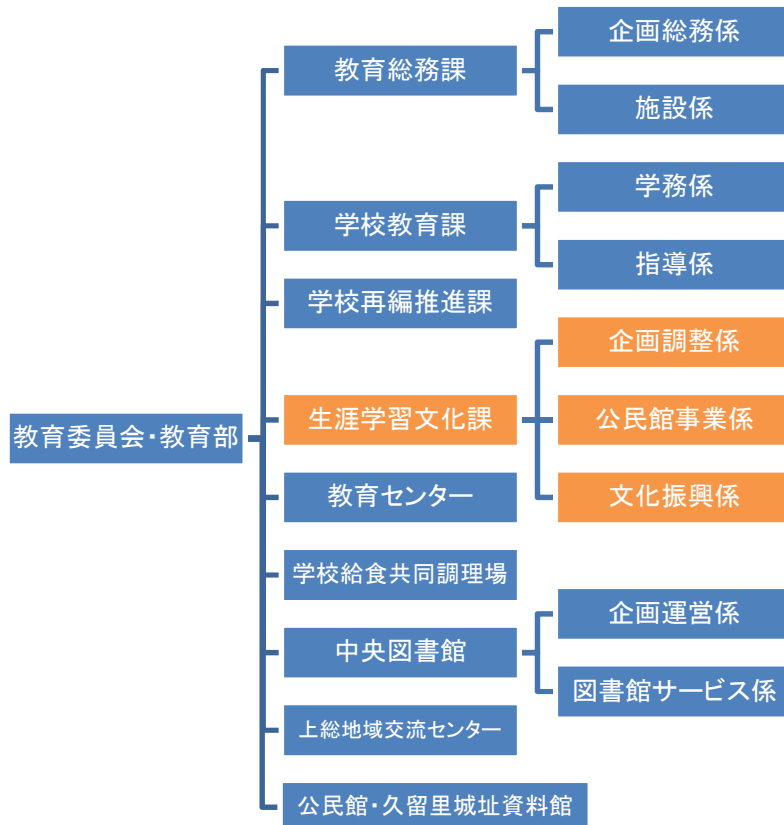 教育委員会・教育部
教育総務課
企画総務係
施設係
学校教育課
学務係
指導係
学校再編推進課
生涯学習文化課
企画調整係
公民館事業係
文化振興係
教育センター
学校給食共同調理場
中央図書館
企画運営係
図書館サービス係
上総地域交流センター
公民館・久留里城址資料館